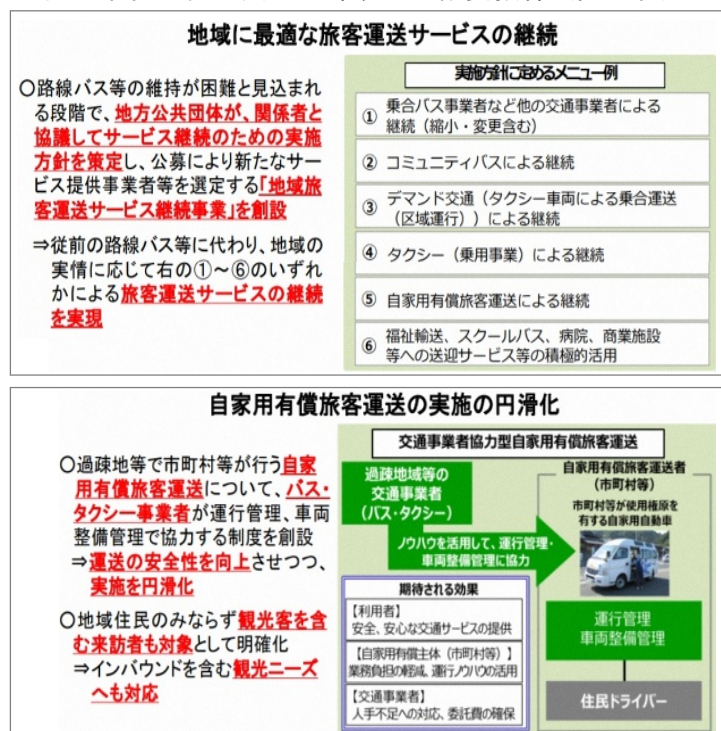 地域に最適な旅客運送サービスの継続
○路線バス等の維持が困難と見込まれ
る段階で、地方公共団体が、関係者と
協議してサービス継続のための実施
方針を策定し、公募により新たなサー
ビス提供事業者等を選定する「地域旅
客運送サービス継続事業」を創設
⇒従前の路線バス等に代わり、地域の
実情に応じて右の①~⑥のいずれ
かによる旅客運送サービスの継続
を実現
実施方針に定めるメニュー例
① 乗合バス事業者など他の交通事業者による
継続(縮小・変更含む)
② コミュニティバスによる継続
③ デマンド交通(タクシー車両による乗合運送
(区域運行))による継続
④ タクシー(乗用事業)による継続
⑤ 自家用有償旅客運送による継続
⑥ 福祉輸送、スクールバス、病院、商業施設
等への送迎サービス等の積極的活用
自家用有償旅客運送の実施の円滑化
○過疎地等で市町村等が行う自家
用有償旅客運送について、バス・
タクシー事業者が運行管理、車両
整備管理で協力する制度を創設
⇒運送の安全性を向上させつつ、
実施を円滑化
○地域住民のみならず観光客を含
む来訪者も対象として明確化
⇒インバウンドを含む観光ニーズ
へも対応
交通事業者協力型自家用有償旅客運送
過疎地域等の
交通事業者
(バス・タクシー)
ノウハウを活用して、運行管理・
車両整備管理に協力
自家用有償旅客運送者
(市町村等)
市町村等が使用権原を
有する自家用自動車
運行管理
車両整備管理
住民ドライバー
期待される効果
【利用者】
安全、安心な交通サービスの提供
【自家用有償主体(市町村等)】
業務負担の軽減、運行ノウハウの活用
【交通事業者】
人手不足への対応、委託費の確保